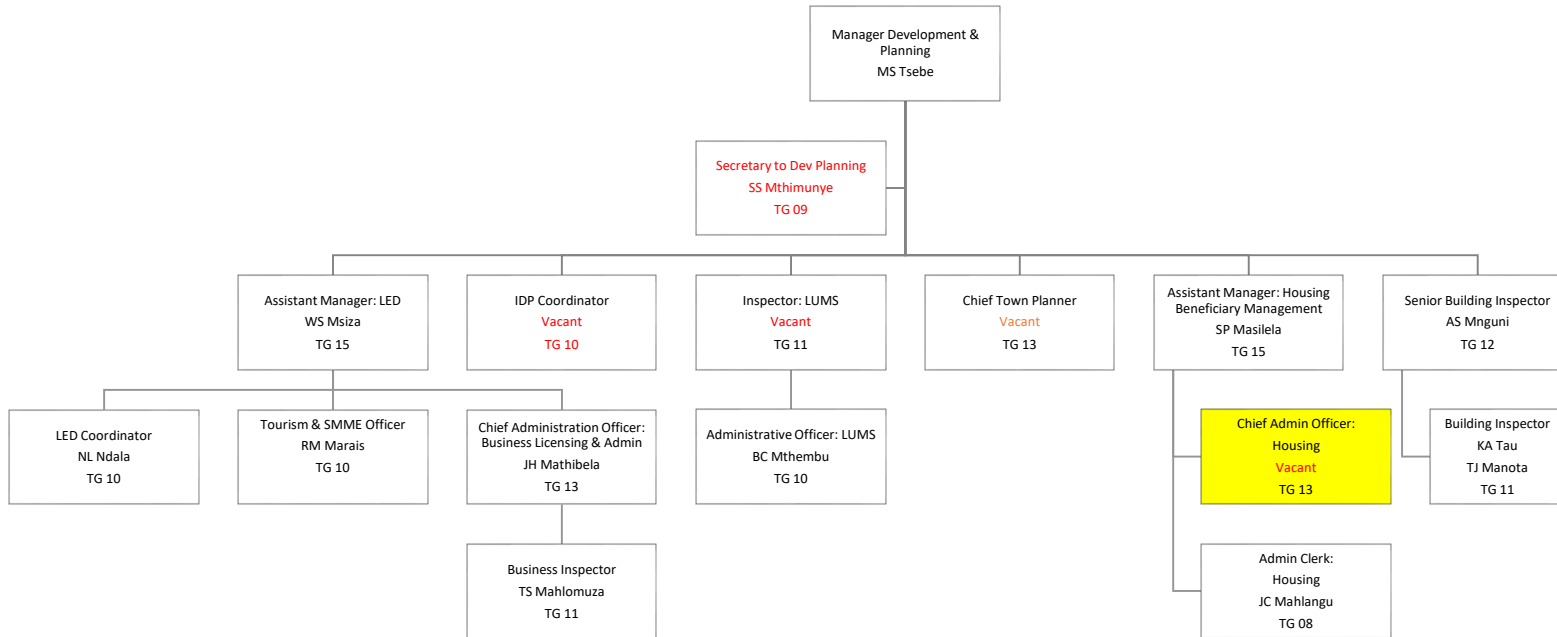 Manager Development &
Planning
MS Tsebe
Secretary to Dev Planning
SS Mthimunye
TG 09
Assistant Manager: LED
WS Msiza
TG 15
IDP Coordinator
Vacant
TG 10
Inspector: LUMS
Vacant
TG 11
Chief Town Planner
Vacant
TG 13
Assistant Manager: Housing
Beneficiary Management
SP Masilela
TG 15
Senior Building Inspector
AS Mnguni
TG 12
LED Coordinator
NL Ndala
TG 10
Tourism & SMME Officer
RM Marais
TG 10
Chief Administration Officer:
Business Licensing & Admin
JH Mathibela
TG 13
Administrative Officer: LUMS
BC Mthembu
TG 10
Chief Admin Officer:
Housing
Vacant
TG 13
Building Inspector
KA Tau
TJ Manota
TG 11
Business Inspector
TS Mahlomuza
TG 11
Admin Clerk:
Housing
JC Mahlangu
TG 08